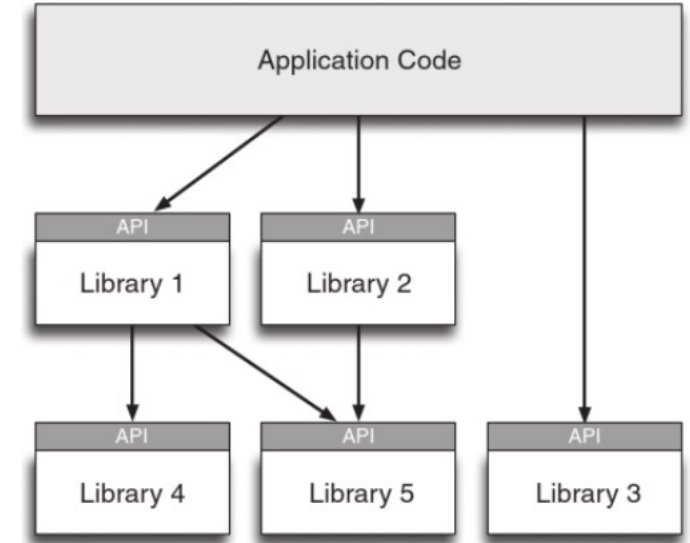 Application Code
API
Library 1
API
Library 2
API
Library 4
API
Library 5
API
Library 3